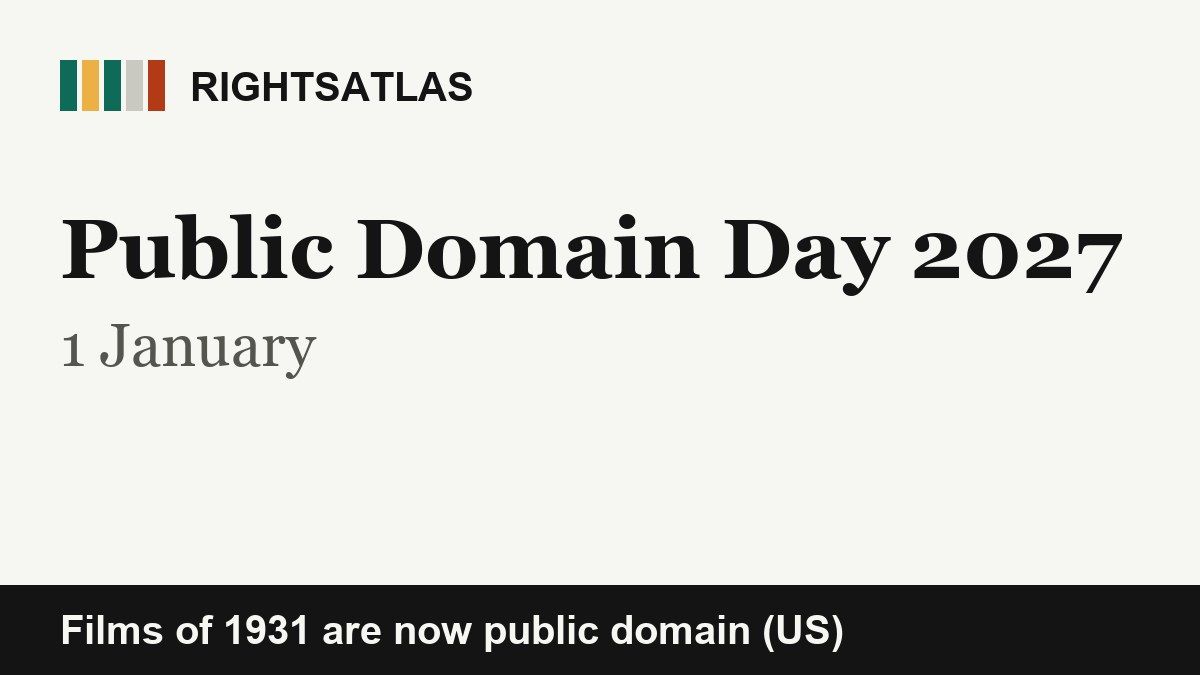 RIGHTSATLAS
Public Domain Day 2027
1 January
Films of 1931 are now public domain (US)